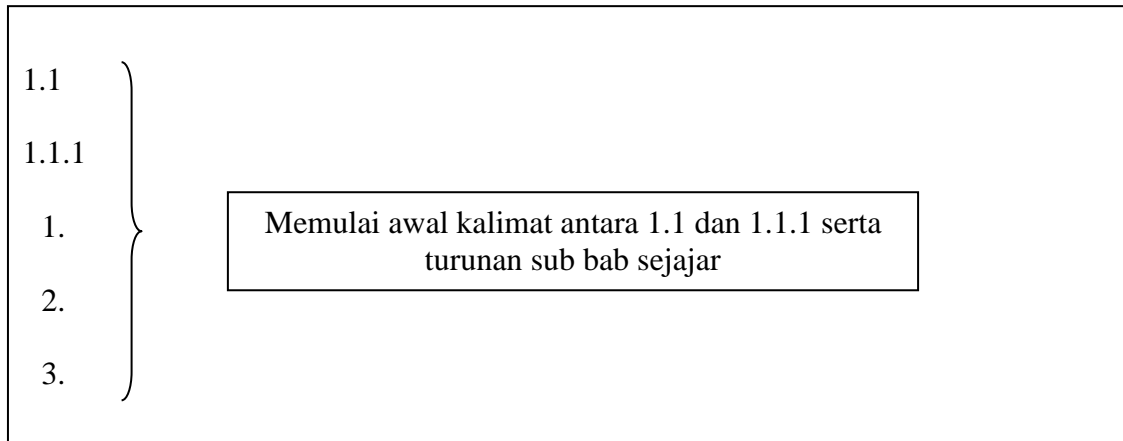 1.1
1.1.1
1.
Memulai awal kalimat antara 1.1 dan 1.1.1 serta
turunan sub bab sejajar
2.
3.